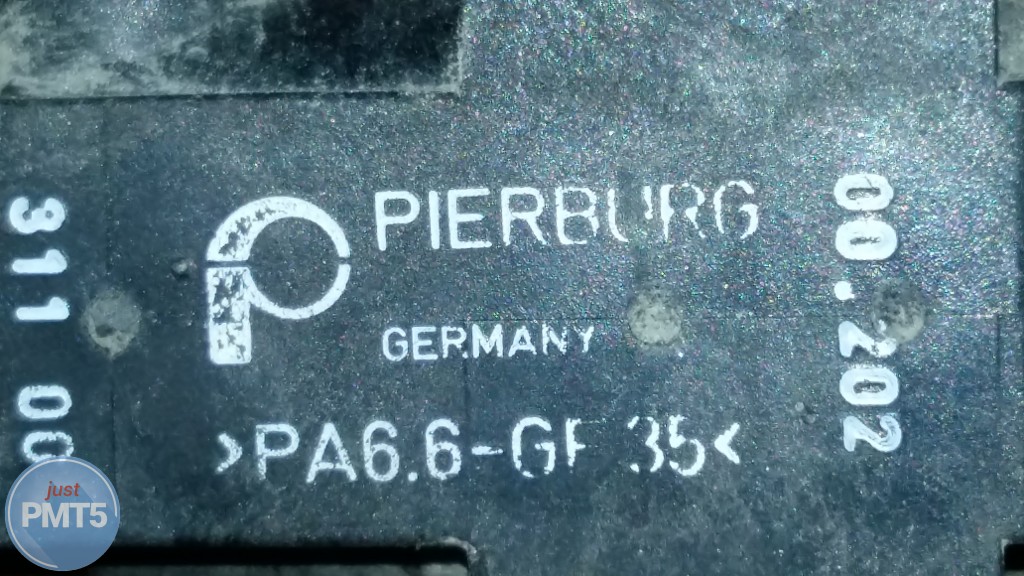 PIERBURG
GERMANY
>PA6.6-GF 35<
311 00
00.202
just
PMT5